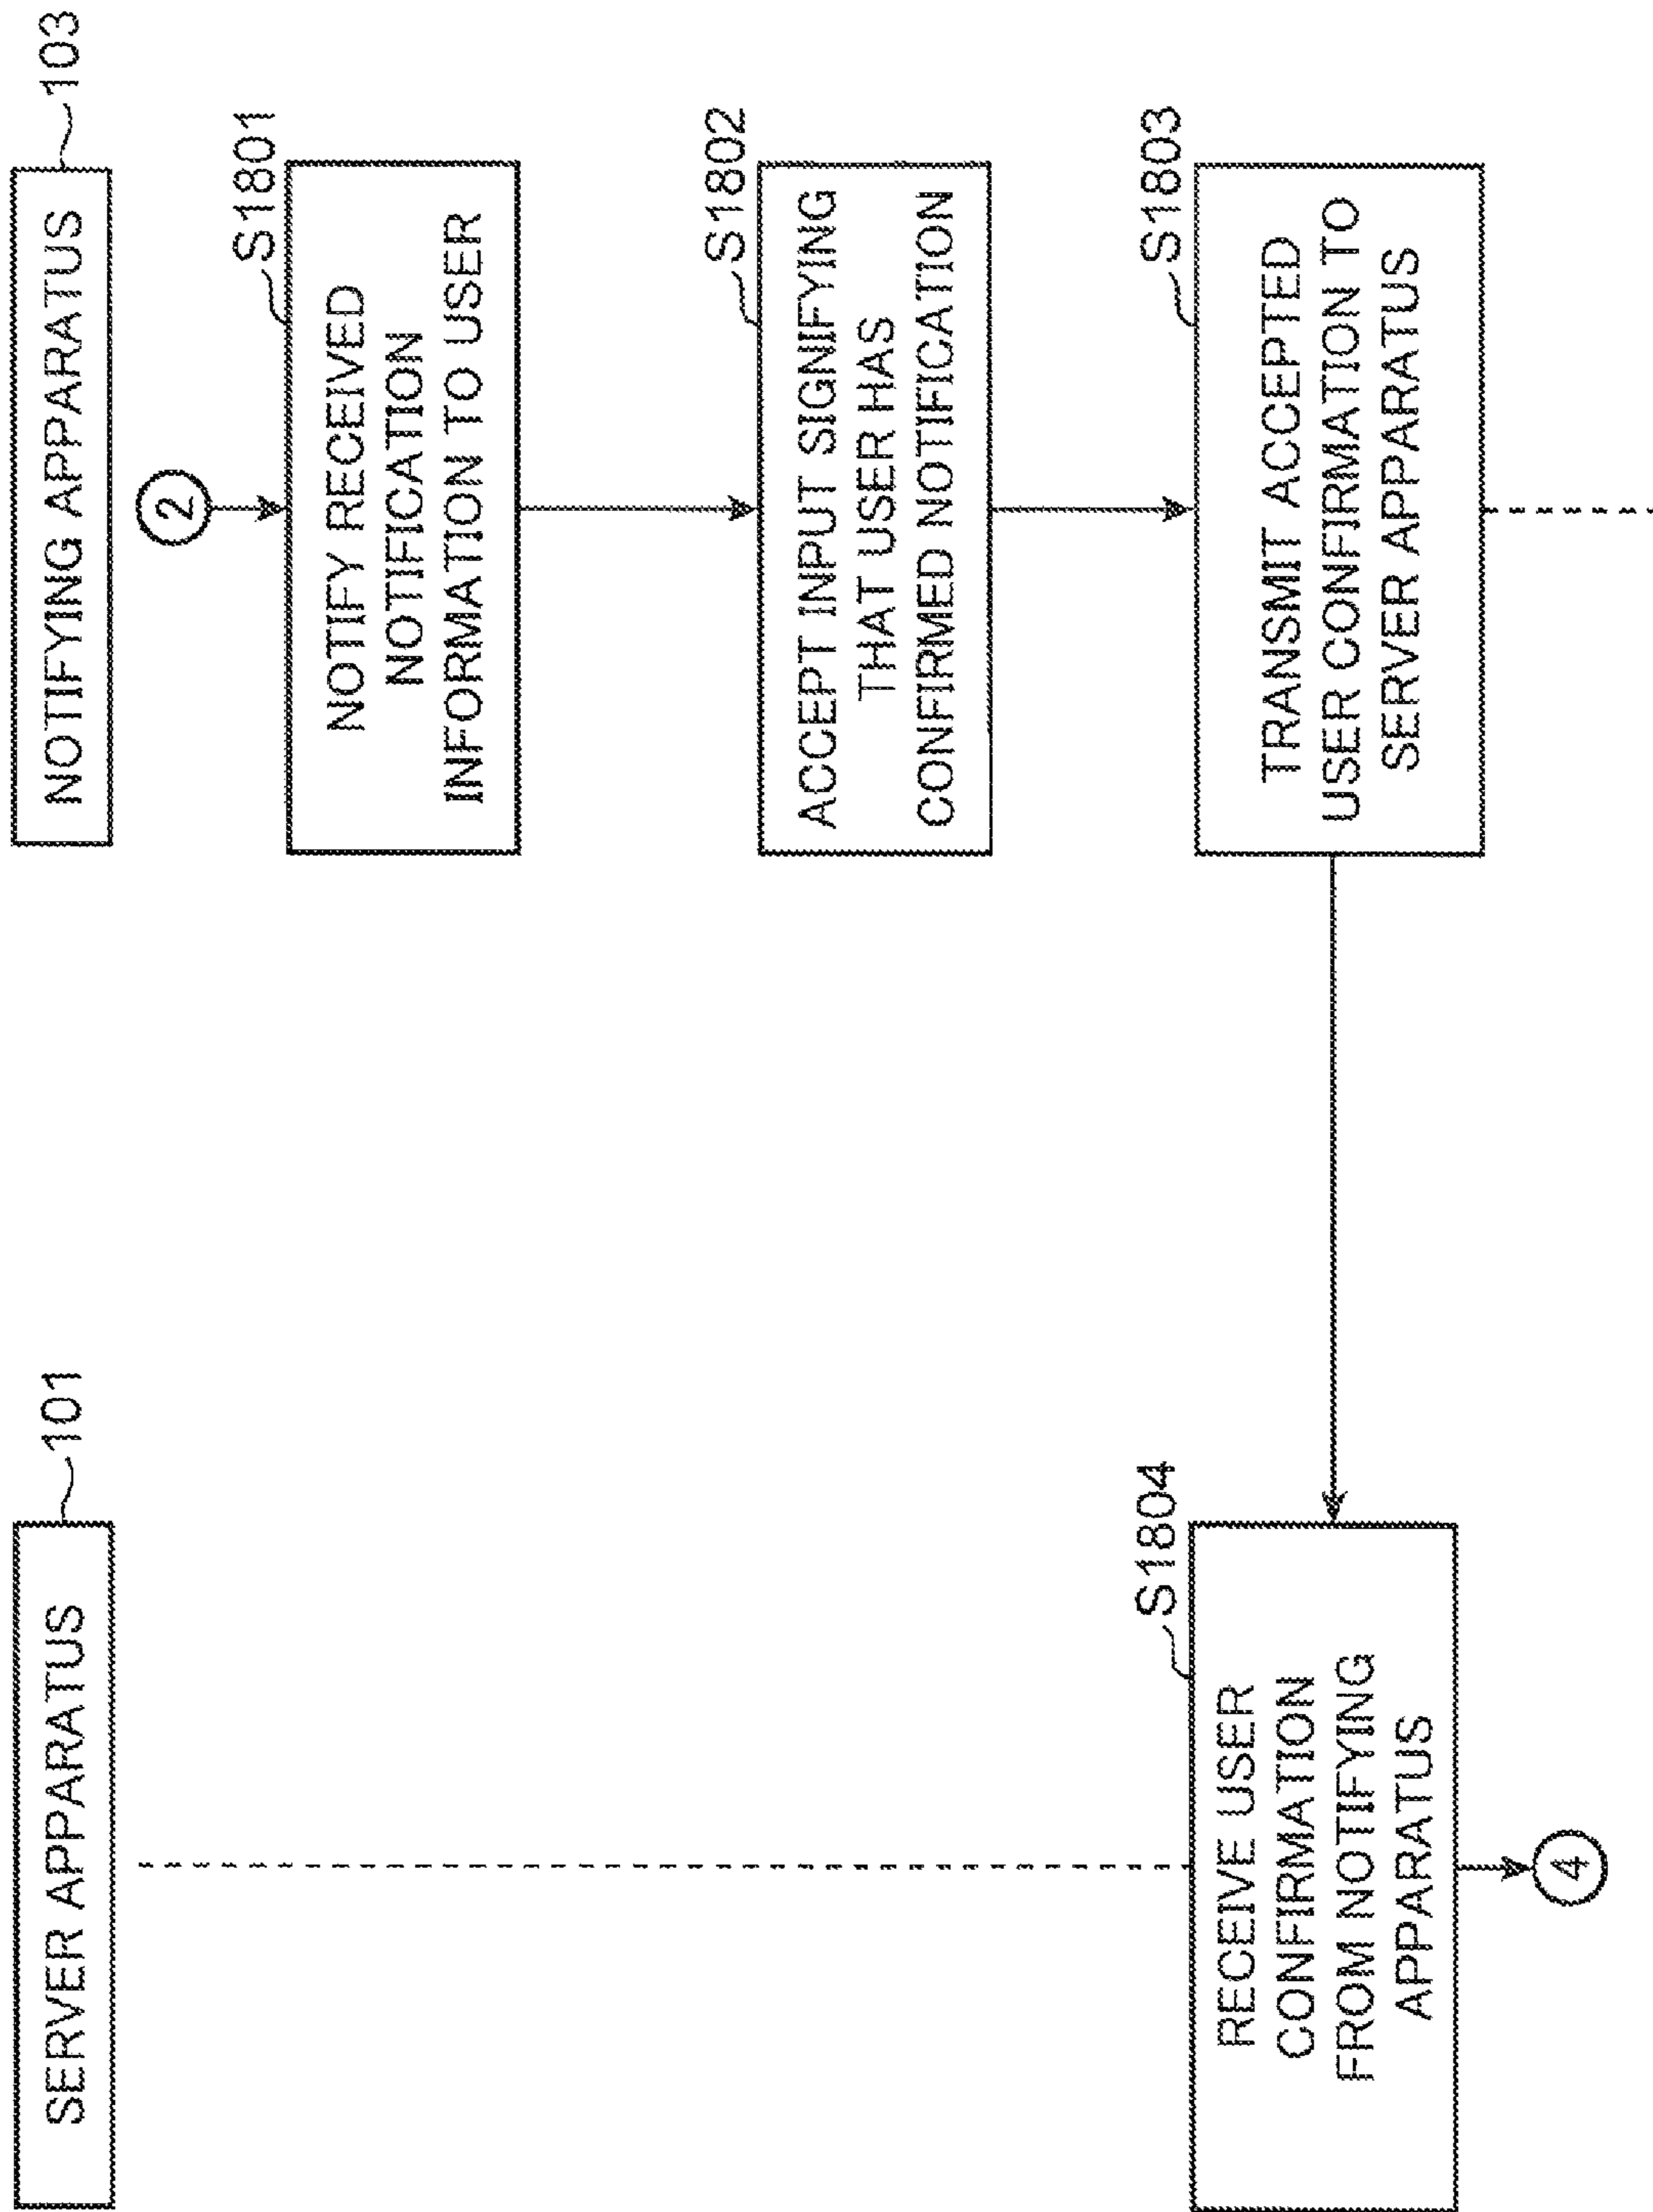 SERVER APPARATUS
101
NOTIFYING APPARATUS
103
2
S1801
NOTIFY RECEIVED
NOTIFICATION
INFORMATION TO USER
S1802
ACCEPT INPUT SIGNIFYING
THAT USER HAS
CONFIRMED NOTIFICATION
S1803
TRANSMIT ACCEPTED
USER CONFIRMATION TO
SERVER APPARATUS
S1804
RECEIVE USER
CONFIRMATION
FROM NOTIFYING
APPARATUS
4